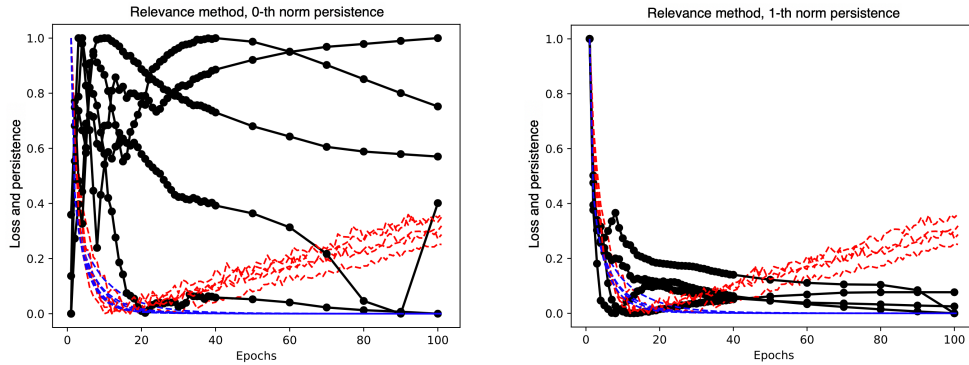 Relevance method, 0-th norm persistence
Loss and persistence
1.0
0.8
0.6
0.4
0.2
0.0
0 20 40 60 80 100
Epochs
Relevance method, 1-th norm persistence
Loss and persistence
1.0
0.8
0.6
0.4
0.2
0.0
0 20 40 60 80 100
Epochs